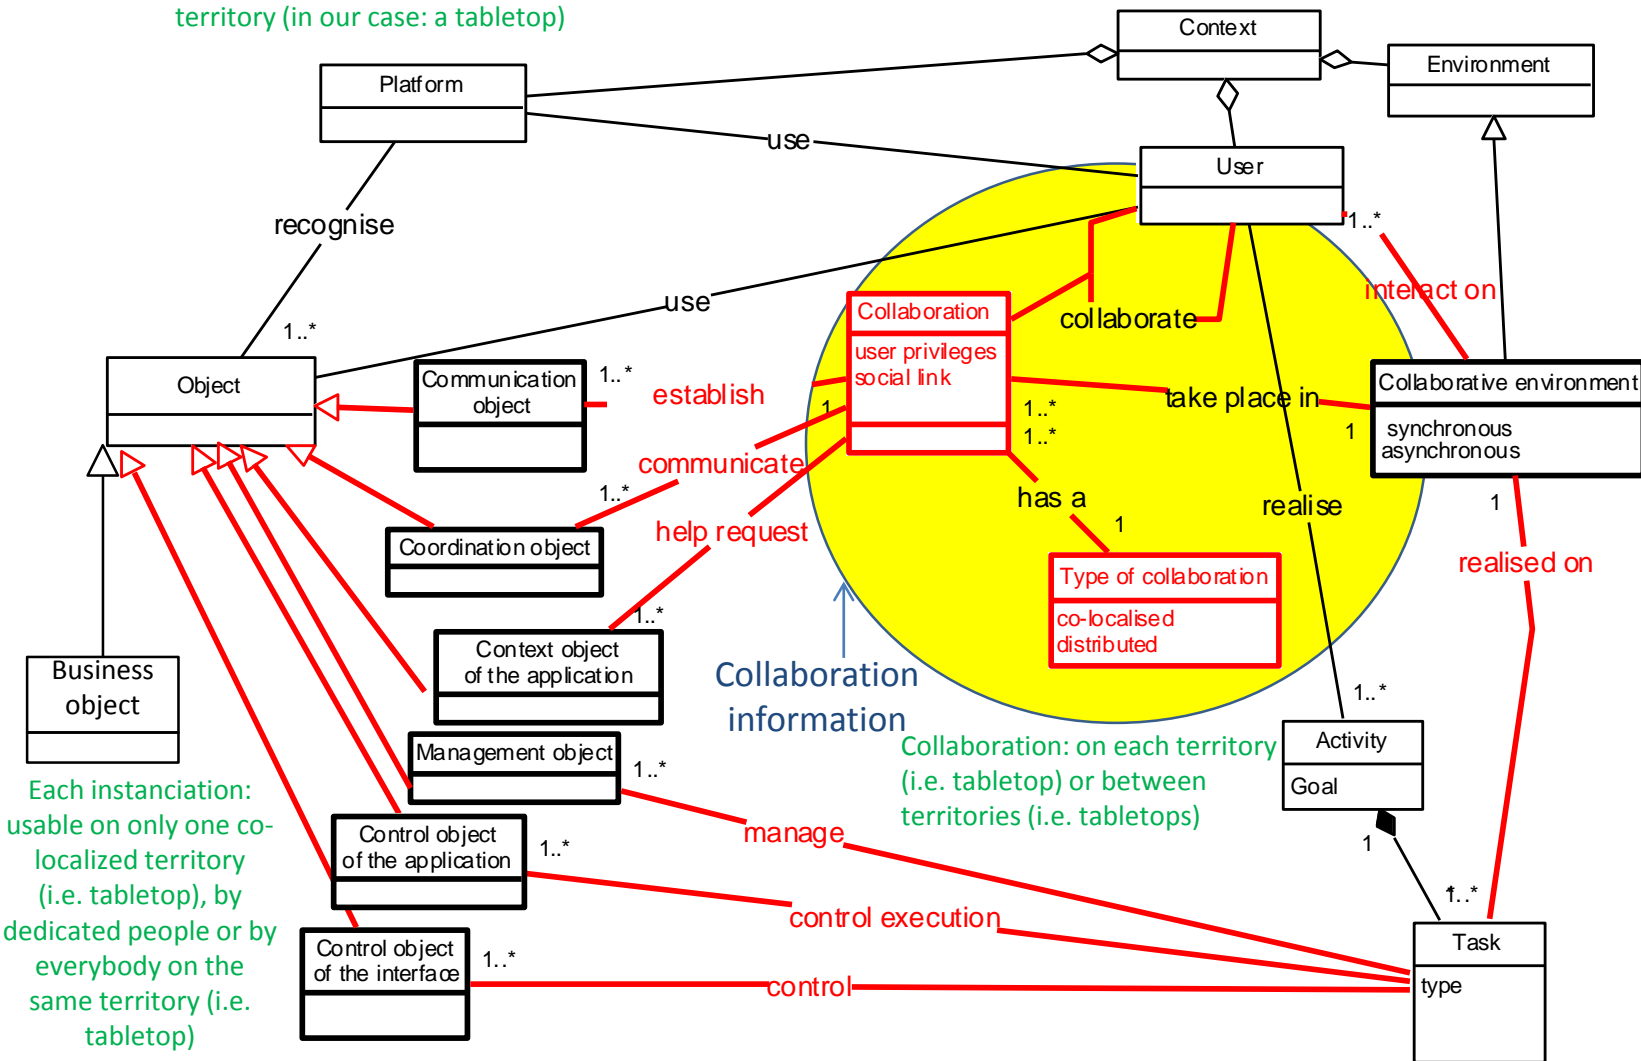 territory (in our case: a tabletop)
Context
Environment
Platform
use
User
1..*
recognise
interact on
use
Collaboration
user privileges
social link
collaborate
1..*
Object
Communication
object
1..*
establish
1
take place in
Collaborative environment
synchronous
asynchronous
1..*
1..*
1
communicate
1..*
has a
1
realise
1
Coordination object
help request
realised on
Type of collaboration
co-localised
distributed
1..*
Context object
of the application
Business
object
Collaboration
information
1..*
Activity
Goal
Management object
1..*
Collaboration: on each territory
(i.e. tabletop) or between
territories (i.e. tabletops)
Each instanciation:
usable on only one co-
localized territory
(i.e. tabletop), by
dedicated people or by
everybody on the
same territory (i.e.
tabletop)
Control object
of the application
1..*
manage
1
1..*
control execution
Control object
of the interface
1..*
control
Task
type